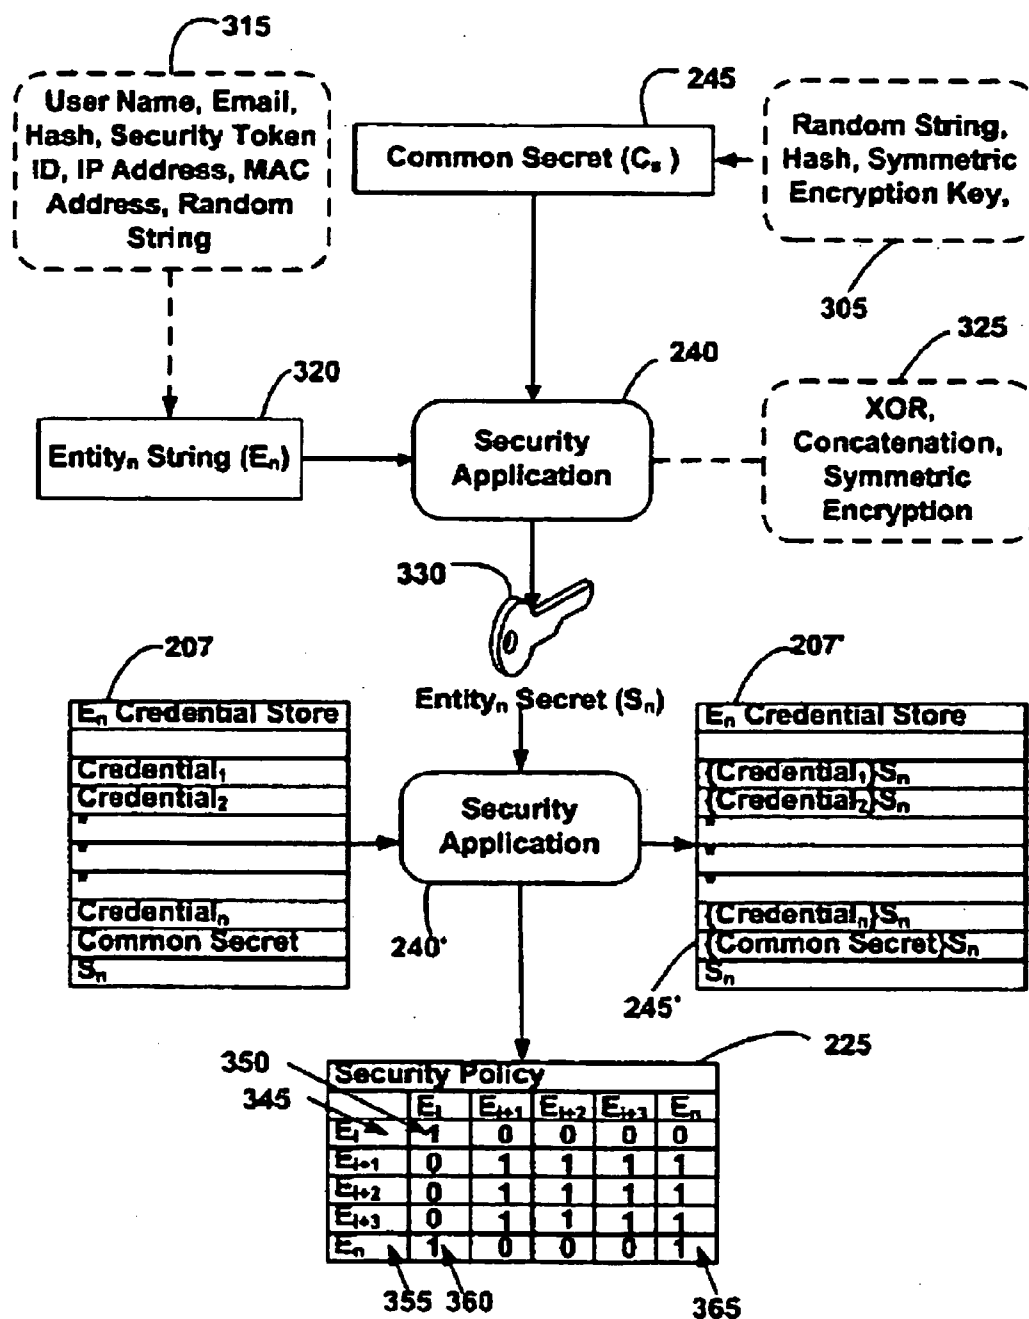 315
User Name, Email,
Hash, Security Token
ID, IP Address, MAC
Address, Random
String
245
Common Secret (Cs )
Random String,
Hash, Symmetric
Encryption Key,
305
325
320
Entityn String (En)
240
Security
Application
XOR,
Concatenation,
Symmetric
Encryption
330
Entityn Secret (Sn)
207
En Credential Store
Credential1
Credential2
"
"
"
Credentialn
Common Secret
Sn
Security
Application
240'
207'
En Credential Store
{Credential1}Sn
{Credential2}Sn
"
"
"
{Credentialn}Sn
{Common Secret}Sn
Sn
245'
225
350
345
Security Policy
Ei Ei+1 Ei+2 Ei+3 En
Ei 1 0 0 0 0
Ei+1 0 1 1 1 1
Ei+2 0 1 1 1 1
Ei+3 0 1 1 1 1
En 1 0 0 0 1
355 360 365